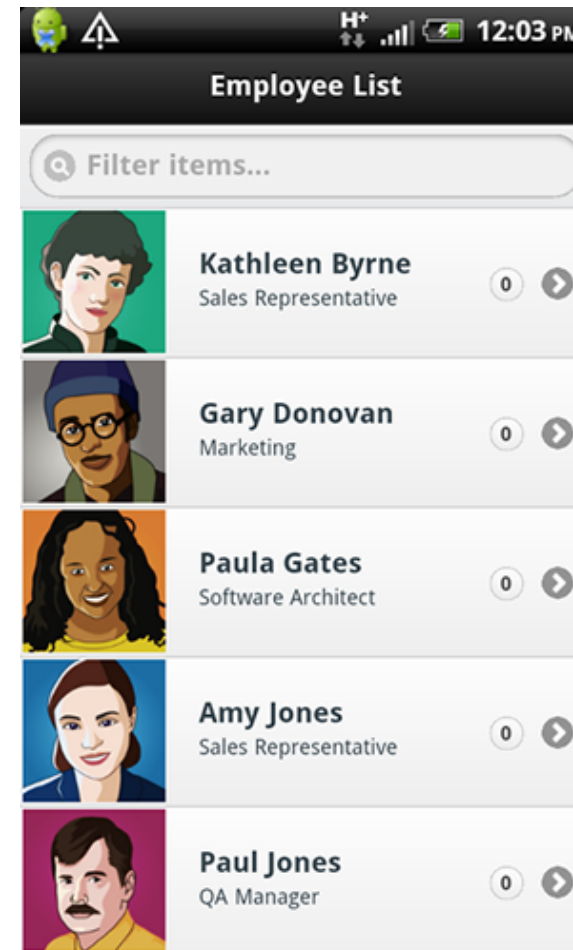 H+ 12:03 PM
Employee List
Filter items...
Kathleen Byrne
Sales Representative
0
Gary Donovan
Marketing
0
Paula Gates
Software Architect
0
Amy Jones
Sales Representative
0
Paul Jones
QA Manager
0